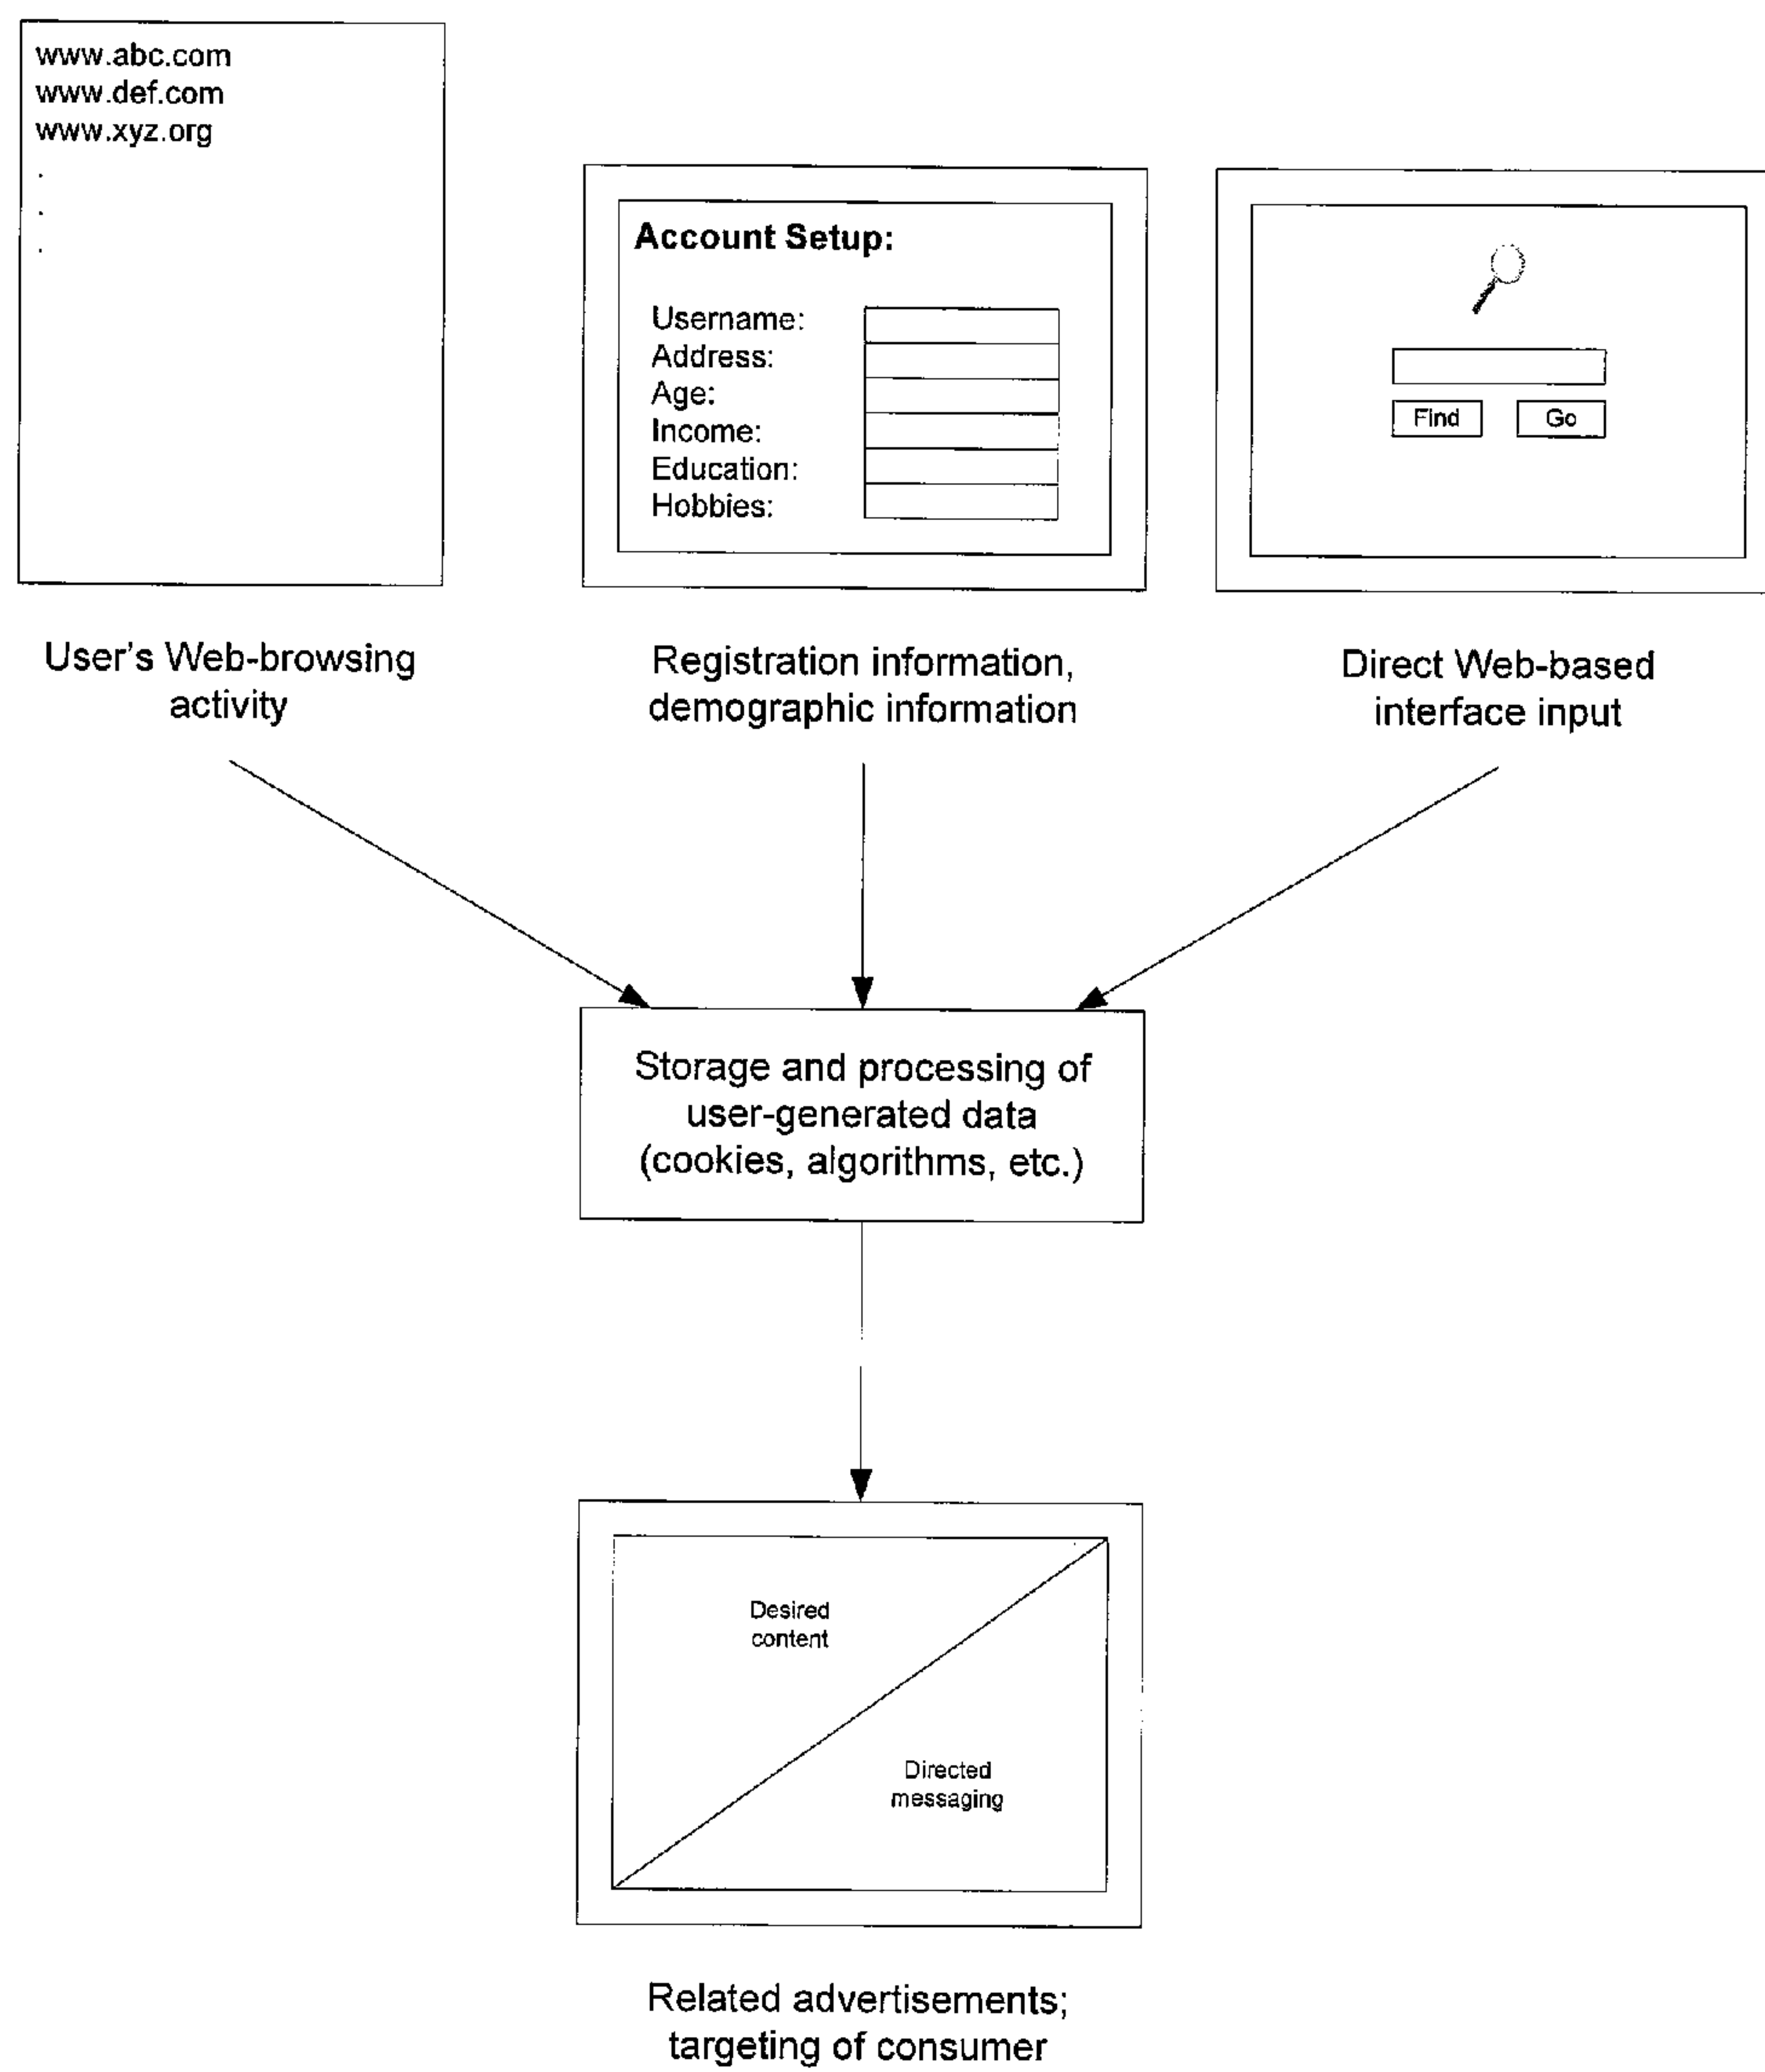 www.abc.com
www.def.com
www.xyz.org
.
.
.
User's Web-browsing
activity
Account Setup:
Username:
Address:
Age:
Income:
Education:
Hobbies:
Registration information,
demographic information
Find
Go
Direct Web-based
interface input
Storage and processing of
user-generated data
(cookies, algorithms, etc.)
Desired
content
Directed
messaging
Related advertisements;
targeting of consumer